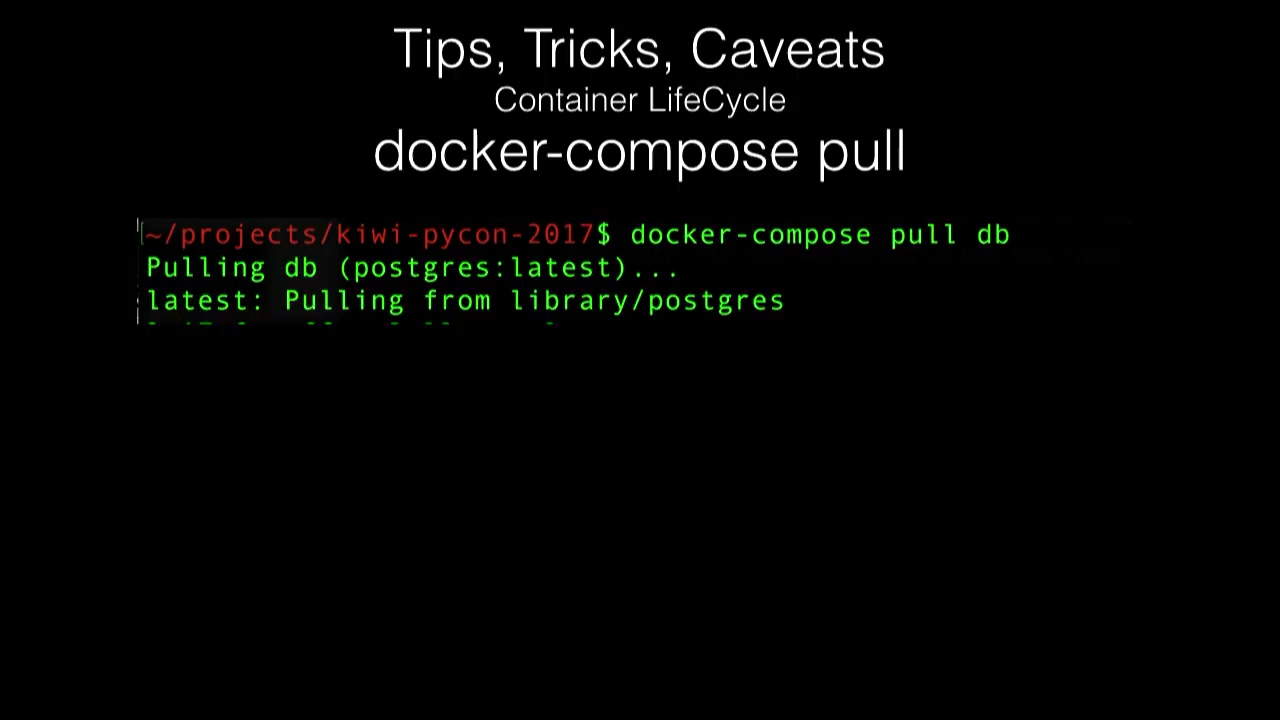 Tips, Tricks, Caveats
Container LifeCycle
docker-compose pull
~/projects/kiwi-pycon-2017$ docker-compose pull db
Pulling db (postgres:latest)...
latest: Pulling from library/postgres